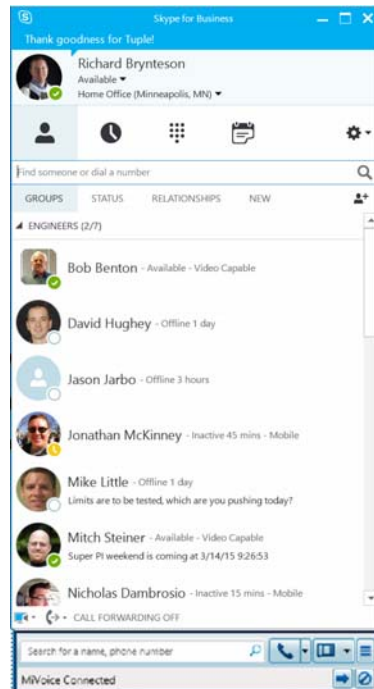 Skype for Business
Thank goodness for Tuple!
Richard Brynteson
Available
Home Office (Minneapolis, MN)
Find someone or dial a number
GROUPS STATUS RELATIONSHIPS NEW
ENGINEERS (2/7)
Bob Benton - Available - Video Capable
David Hughey - Offline 1 day
Jason Jarbo - Offline 3 hours
Jonathan McKinney - Inactive 45 mins - Mobile
Mike Little - Offline 1 day
Limits are to be tested, which are you pushing today?
Mitch Steiner - Available - Video Capable
Super PI weekend is coming at 3/14/15 9:26:53
Nicholas Dambrosio - Inactive 15 mins - Mobile
CALL FORWARDING OFF
Search for a name, phone number
MiVoice Connected